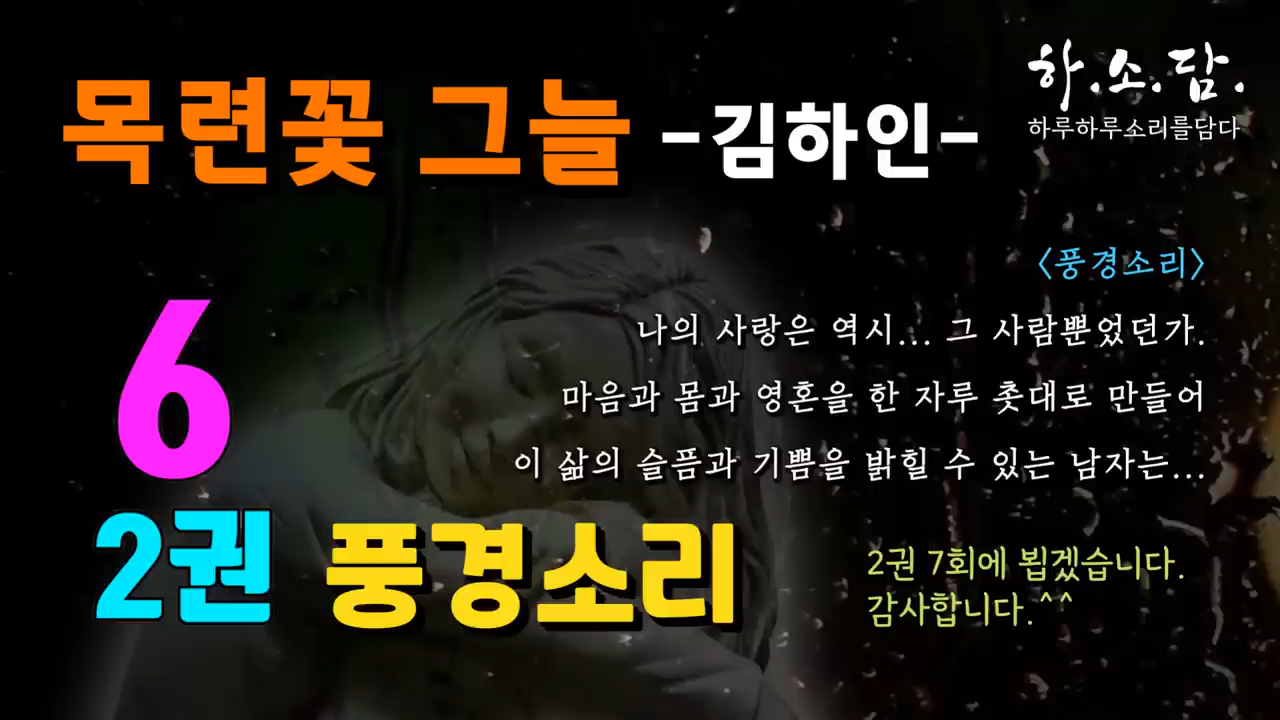 목련꽃 그늘 -김하인-
하.소.담.
하루하루소리를담다
<풍경소리>
나의 사랑은 역시... 그 사람뿐었던가.
마음과 몸과 영혼을 한 자루 촛대로 만들어
이 삶의 슬픔과 기쁨을 밝힐 수 있는 남자는...
6
2권 풍경소리
2권 7회에 뵙겠습니다.
감사합니다.^^